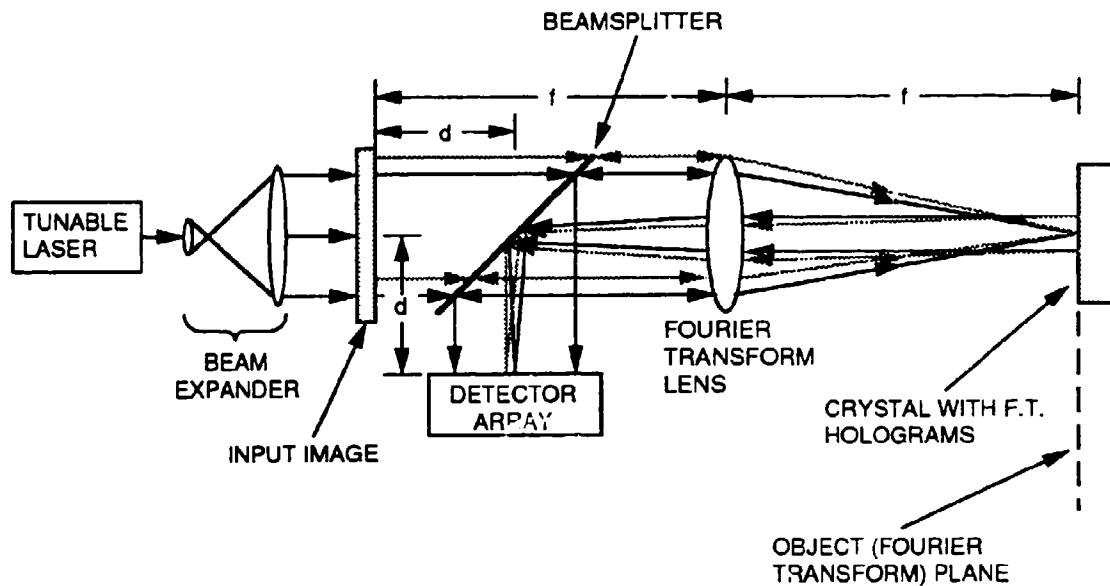 BEAMSPLITTER
f
f
d
TUNABLE
LASER
d
BEAM
EXPANDER
FOURIER
TRANSFORM
LENS
DETECTOR
ARRAY
INPUT IMAGE
CRYSTAL WITH F.T.
HOLOGRAMS
OBJECT (FOURIER
TRANSFORM) PLANE